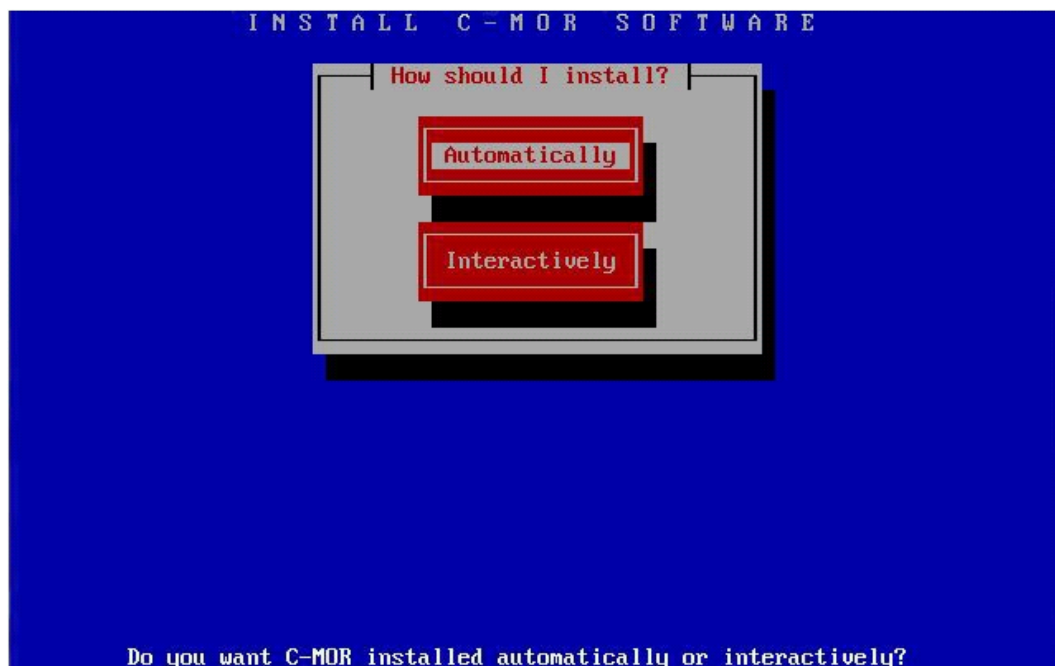 INSTALL C-MOR SOFTWARE
How should I install?
Automatically
Interactively
Do you want C-MOR installed automatically or interactively?